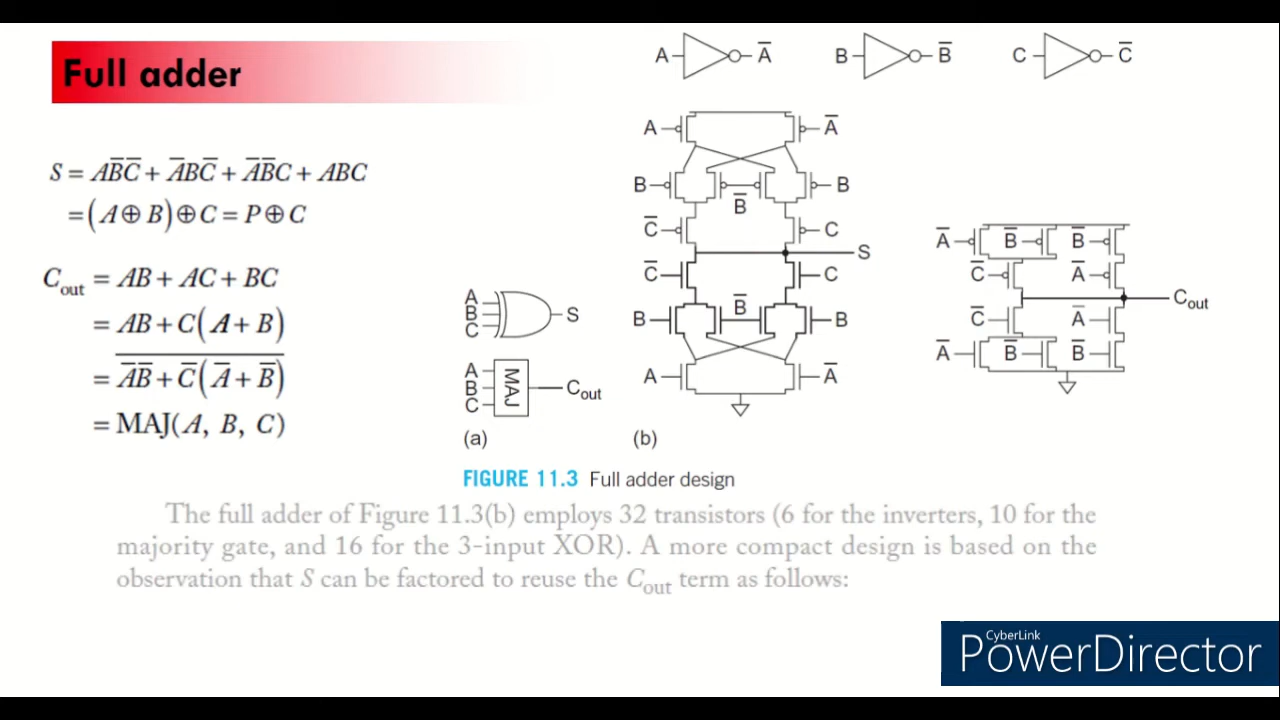 Full adder
S = AB̅C̅ + A̅BC̅ + A̅B̅C + ABC
= (A ⊕ B) ⊕ C = P ⊕ C
Cout = AB + AC + BC
= AB + C(A + B)
= \overline{A̅B̅ + C̅(A̅ + B̅)}
= MAJ(A, B, C)
A A̅ B B̅ C C̅
A A̅
B B̅ B
C̅ C
S
C̅ C
B B̅ B
A A̅
A̅ B̅ B̅
C̅ A̅
Cout
C̅ A̅
A̅ B̅ B̅
A
B S
C
A
B MAJ Cout
C
(a) (b)
FIGURE 11.3 Full adder design
The full adder of Figure 11.3(b) employs 32 transistors (6 for the inverters, 10 for the
majority gate, and 16 for the 3-input XOR). A more compact design is based on the
observation that S can be factored to reuse the Cout term as follows:
CyberLink
PowerDirector